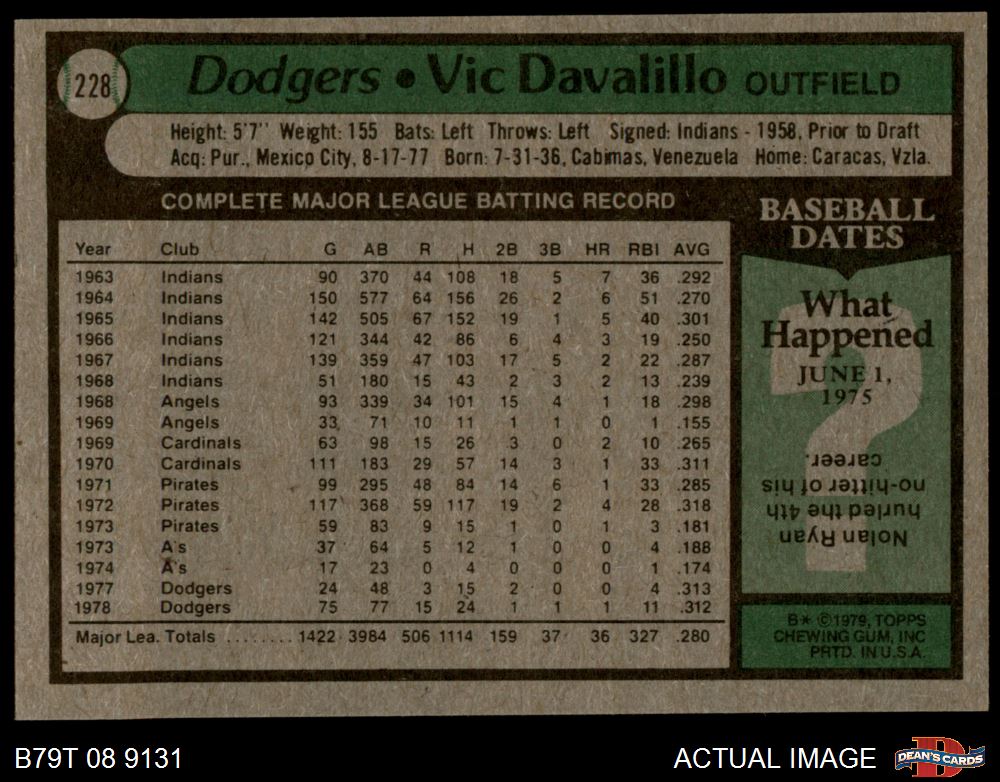 228
Dodgers • Vic Davalillo OUTFIELD
Height: 5'7" Weight: 155 Bats: Left Throws: Left Signed: Indians - 1958, Prior to Draft
Acq: Pur., Mexico City, 8-17-77 Born: 7-31-36, Cabimas, Venezuela Home: Caracas, Vzla.
COMPLETE MAJOR LEAGUE BATTING RECORD
Year Club G AB R H 2B 3B HR RBI AVG
1963 Indians 90 370 44 108 18 5 7 36 .292
1964 Indians 150 577 64 156 26 2 6 51 .270
1965 Indians 142 505 67 152 19 1 5 40 .301
1966 Indians 121 344 42 86 6 4 3 19 .250
1967 Indians 139 359 47 103 17 5 2 22 .287
1968 Indians 51 180 15 43 2 3 2 13 .239
1968 Angels 93 339 34 101 15 4 1 18 .298
1969 Angels 33 71 10 11 1 1 0 1 .155
1969 Cardinals 63 98 15 26 3 0 2 10 .265
1970 Cardinals 111 183 29 57 14 3 1 33 .311
1971 Pirates 99 295 48 84 14 6 1 33 .285
1972 Pirates 117 368 59 117 19 2 4 28 .318
1973 Pirates 59 83 9 15 1 0 1 3 .181
1973 A's 37 64 5 12 1 0 0 4 .188
1974 A's 17 23 0 4 0 0 0 1 .174
1977 Dodgers 24 48 3 15 2 0 0 4 .313
1978 Dodgers 75 77 15 24 1 1 1 11 .312
Major Lea. Totals ........ 1422 3984 506 1114 159 37 36 327 .280
BASEBALL
DATES
What
Happened
JUNE 1,
1975
Nolan Ryan
hurled the 4th
no-hitter of his
career.
B* ©1979, TOPPS
CHEWING GUM, INC
PRTD. IN U.S.A.
B79T 08 9131
ACTUAL IMAGE
D
DEAN'S CARDS